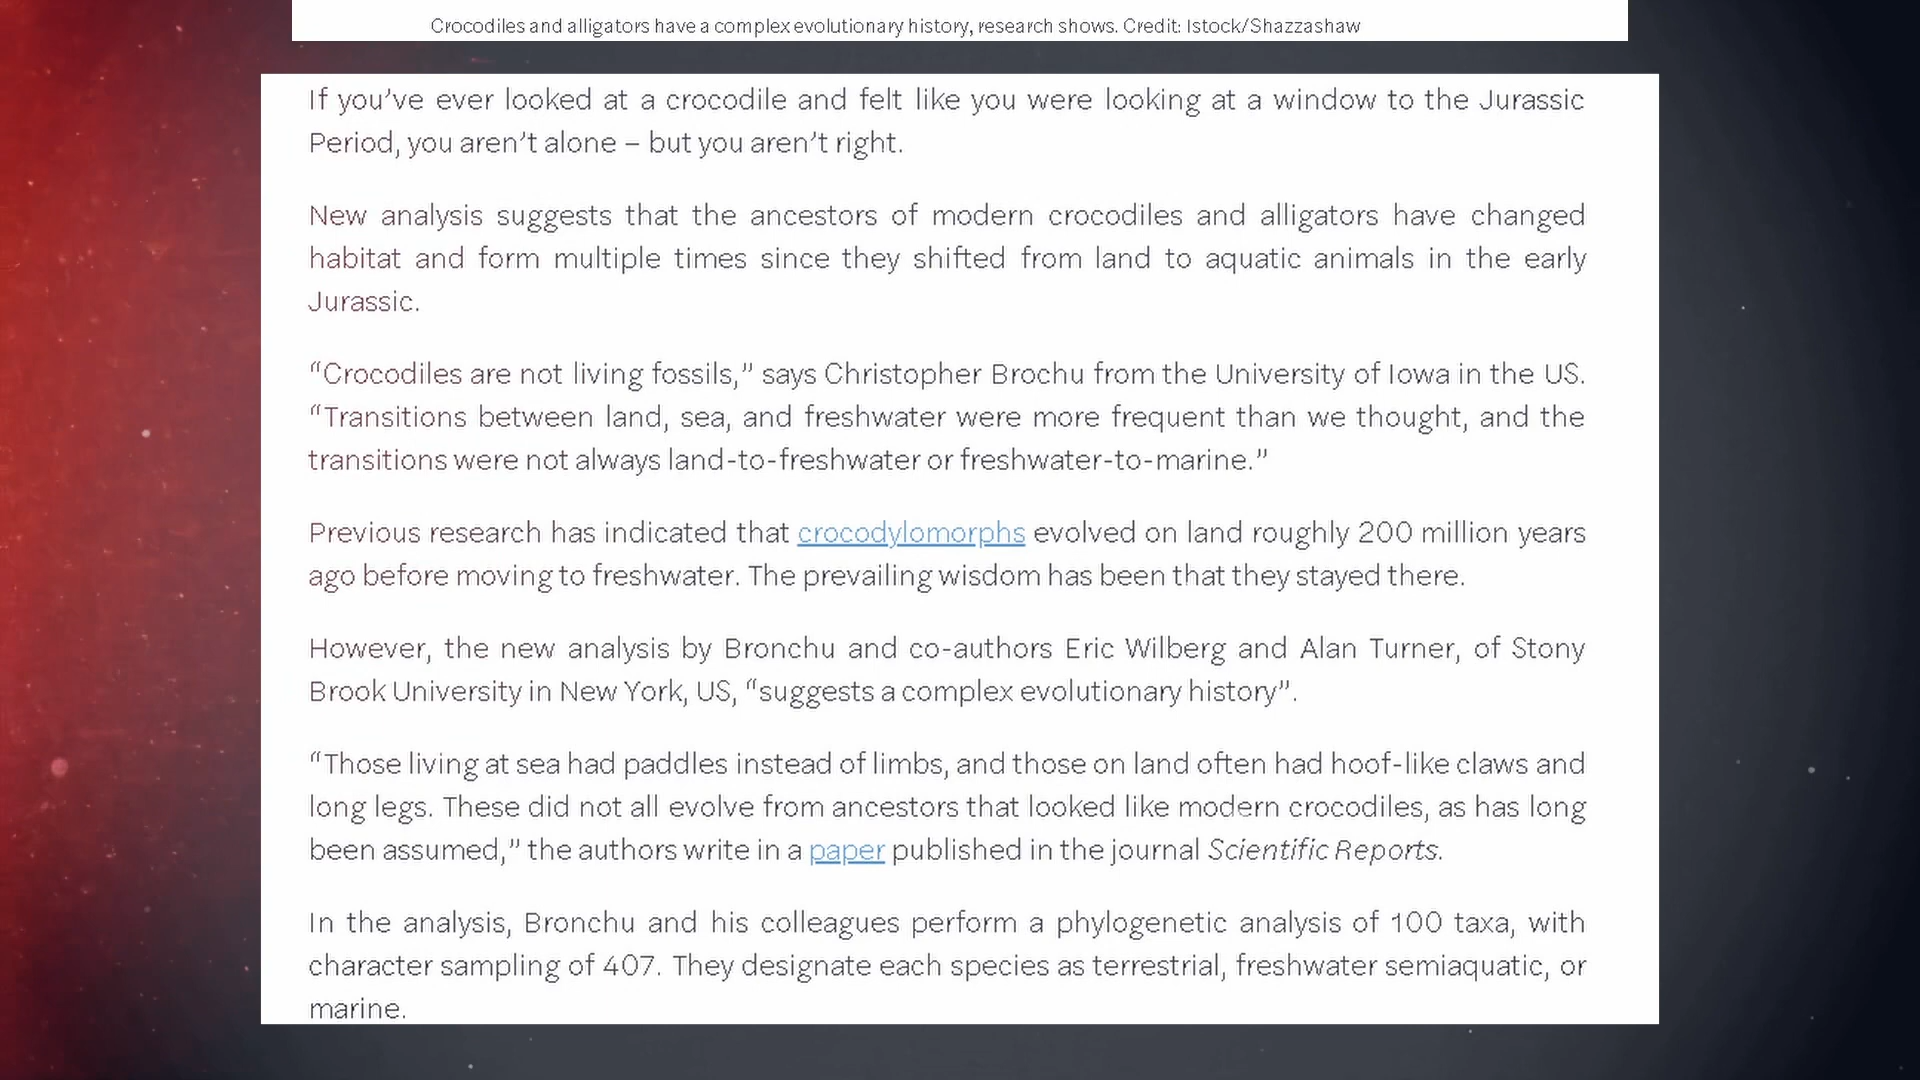 Crocodiles and alligators have a complex evolutionary history, research shows. Credit: Istock/Shazzashaw
If you’ve ever looked at a crocodile and felt like you were looking at a window to the Jurassic
Period, you aren’t alone – but you aren’t right.
New analysis suggests that the ancestors of modern crocodiles and alligators have changed
habitat and form multiple times since they shifted from land to aquatic animals in the early
Jurassic.
“Crocodiles are not living fossils,” says Christopher Brochu from the University of Iowa in the US.
“Transitions between land, sea, and freshwater were more frequent than we thought, and the
transitions were not always land-to-freshwater or freshwater-to-marine.”
Previous research has indicated that crocodylomorphs evolved on land roughly 200 million years
ago before moving to freshwater. The prevailing wisdom has been that they stayed there.
However, the new analysis by Bronchu and co-authors Eric Wilberg and Alan Turner, of Stony
Brook University in New York, US, “suggests a complex evolutionary history”.
“Those living at sea had paddles instead of limbs, and those on land often had hoof-like claws and
long legs. These did not all evolve from ancestors that looked like modern crocodiles, as has long
been assumed,” the authors write in a paper published in the journal Scientific Reports.
In the analysis, Bronchu and his colleagues perform a phylogenetic analysis of 100 taxa, with
character sampling of 407. They designate each species as terrestrial, freshwater semiaquatic, or
marine.